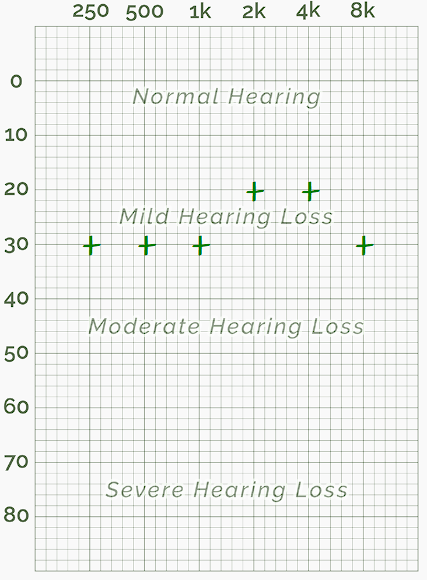 250 500 1k 2k 4k 8k
0
Normal Hearing
10
20
Mild Hearing Loss
30
40
Moderate Hearing Loss
50
60
70
Severe Hearing Loss
80